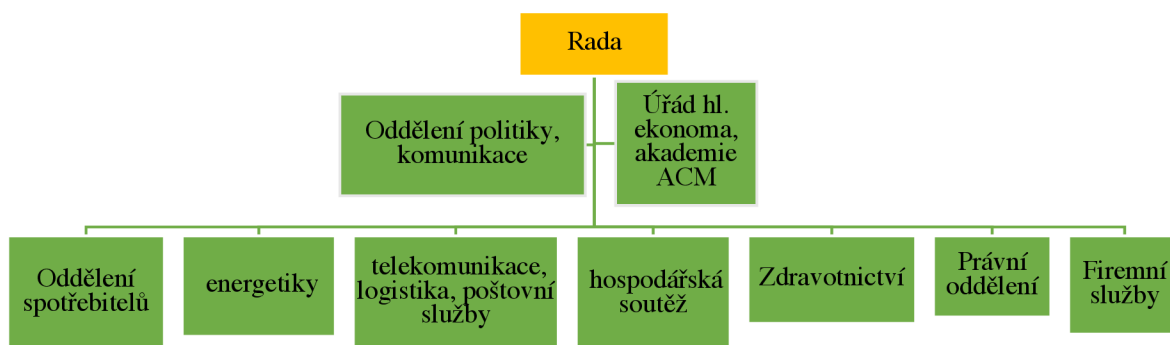 Rada
Oddělení politiky,
komunikace
Úřád hl.
ekonoma,
akademie
ACM
Oddělení
spotřebitelů
energetiky
telekomunikace,
logistika, poštovní
služby
hospodářská
soutěž
Zdravotnictví
Právní
oddělení
Firemní
služby